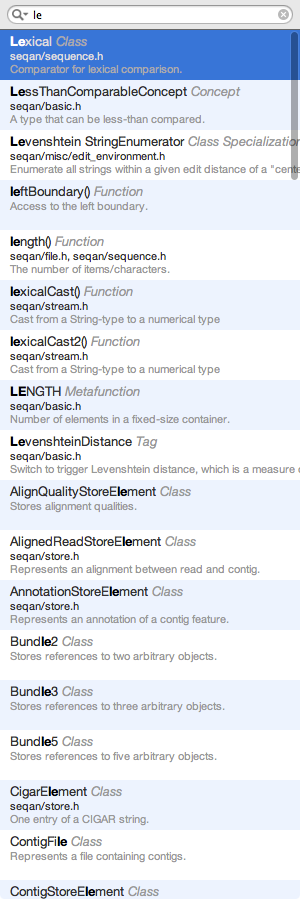 le
Lexical Class
seqan/sequence.h
Comparator for lexical comparison.
LessThanComparableConcept Concept
seqan/basic.h
A type that can be less-than compared.
Levenshtein StringEnumerator Class Specialization
seqan/misc/edit_environment.h
Enumerate all strings within a given edit distance of a "cente
leftBoundary() Function
Access to the left boundary.
length() Function
seqan/file.h, seqan/sequence.h
The number of items/characters.
lexicalCast() Function
seqan/stream.h
Cast from a String-type to a numerical type
lexicalCast2() Function
seqan/stream.h
Cast from a String-type to a numerical type
LENGTH Metafunction
seqan/basic.h
Number of elements in a fixed-size container.
LevenshteinDistance Tag
seqan/basic.h
Switch to trigger Levenshtein distance, which is a measure o
AlignQualityStoreElement Class
Stores alignment qualities.
AlignedReadStoreElement Class
seqan/store.h
Represents an alignment between read and contig.
AnnotationStoreElement Class
seqan/store.h
Represents an annotation of a contig feature.
Bundle2 Class
Stores references to two arbitrary objects.
Bundle3 Class
Stores references to three arbitrary objects.
Bundle5 Class
Stores references to five arbitrary objects.
CigarElement Class
seqan/store.h
One entry of a CIGAR string.
ContigFile Class
Represents a file containing contigs.
ContigStoreElement Class